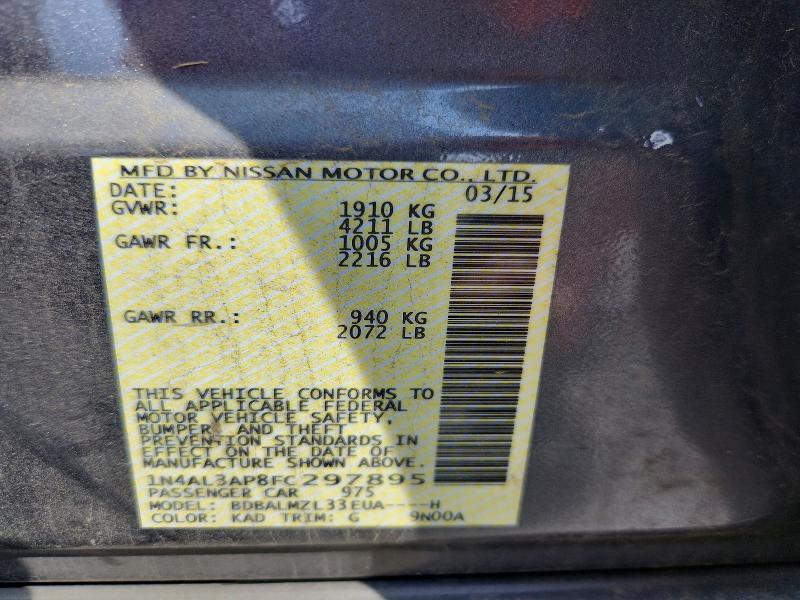 MFD BY NISSAN MOTOR CO., LTD.
DATE: 03/15
GVWR: 1910 KG
4211 LB
GAWR FR.: 1005 KG
2216 LB
GAWR RR.: 940 KG
2072 LB
THIS VEHICLE CONFORMS TO
ALL APPLICABLE FEDERAL
MOTOR VEHICLE SAFETY,
BUMPER, AND THEFT
PREVENTION STANDARDS IN
EFFECT ON THE DATE OF
MANUFACTURE SHOWN ABOVE.
1N4AL3AP8FC297895
PASSENGER CAR 975
MODEL: BDBALMZL33EUA----H
COLOR: KAD TRIM: G 9N00A